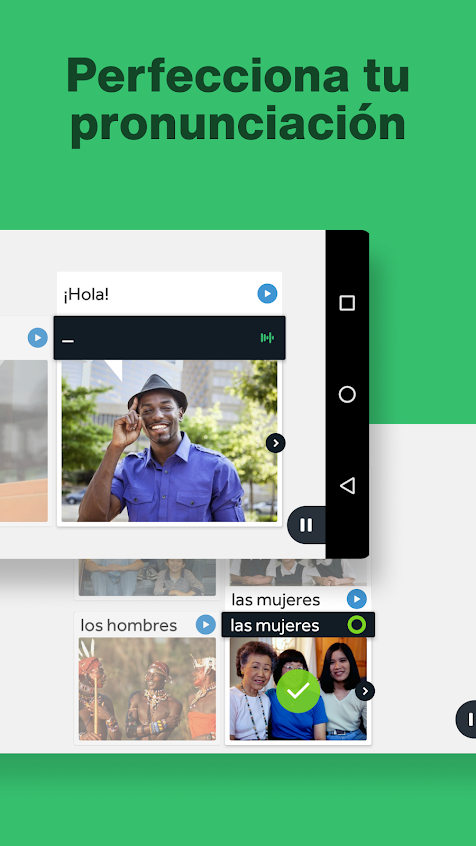 Perfecciona tu
pronunciación
¡Hola!
las mujeres
los hombres
las mujeres